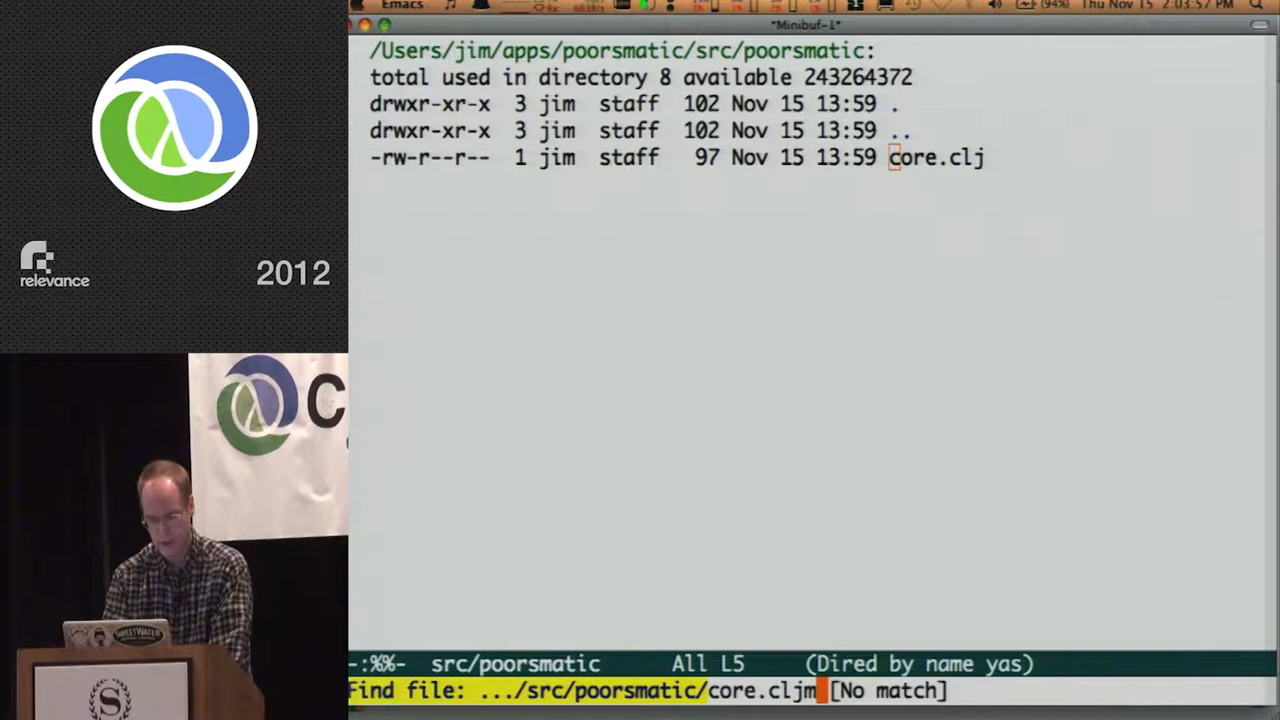 Emacs
(94%) Thu Nov 15 2:03:57 PM
*Minibuf-1*
/Users/jim/apps/poorsmatic/src/poorsmatic:
total used in directory 8 available 243264372
drwxr-xr-x 3 jim staff 102 Nov 15 13:59 .
drwxr-xr-x 3 jim staff 102 Nov 15 13:59 ..
-rw-r--r-- 1 jim staff 97 Nov 15 13:59 core.clj
-:%%- src/poorsmatic All L5 (Dired by name yas)
Find file: .../src/poorsmatic/core.cljm [No match]
relevance
2012
C
SWEETWATER
S